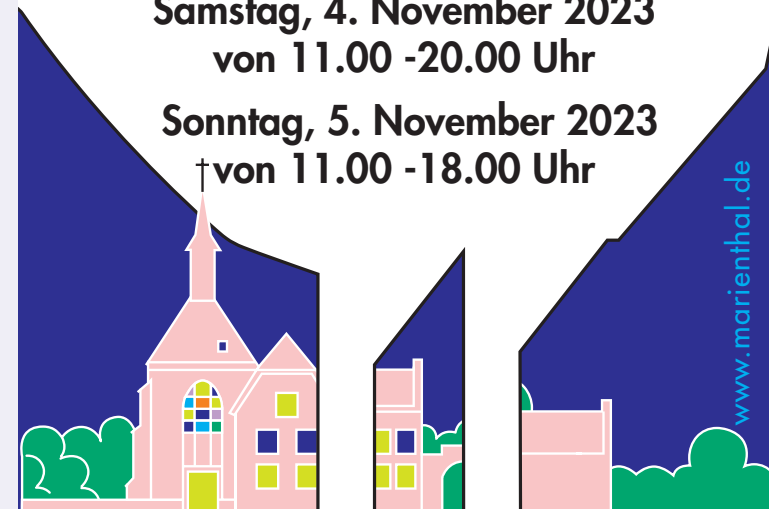 Samstag, 4. November 2023
von 11.00 -20.00 Uhr
Sonntag, 5. November 2023
von 11.00 -18.00 Uhr
www.marienthal.de